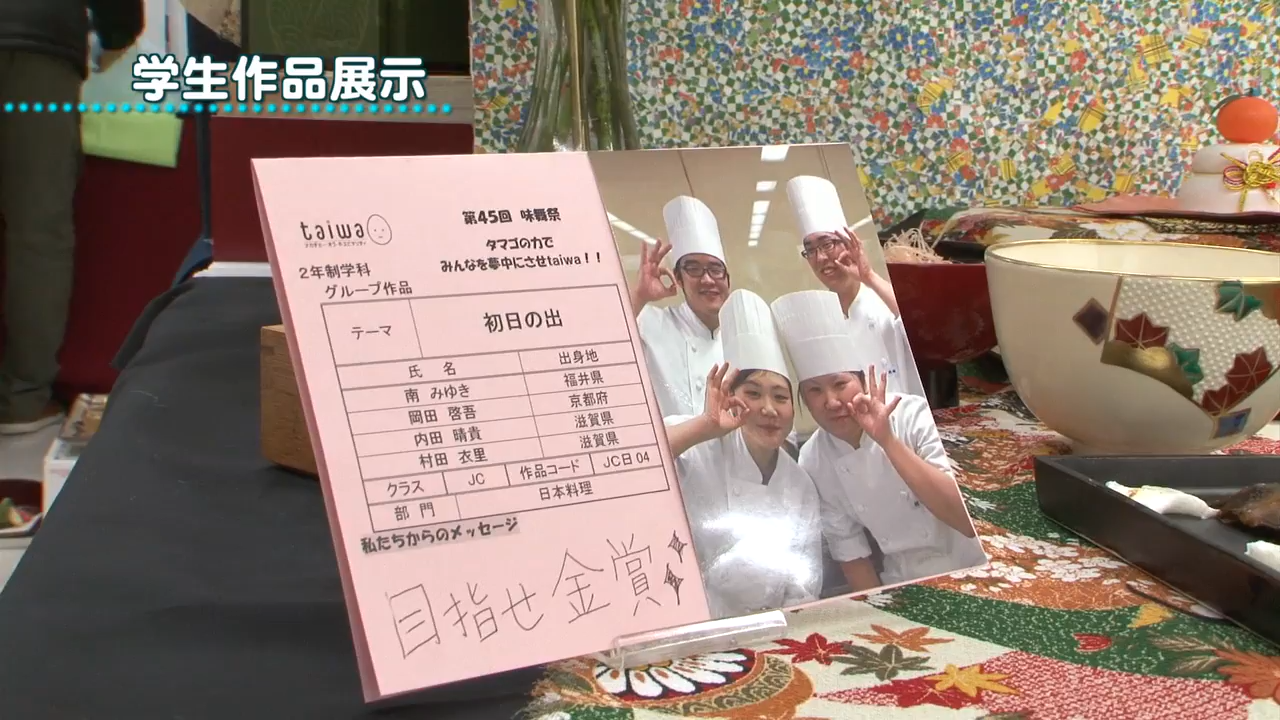 学生作品展示
taiwa
第45回 味舞祭
タマゴの力で
みんなを夢中にさせtaiwa!!
2年制学科
グループ作品
テーマ 初日の出
氏 名 出身地
南 みゆき 福井県
岡田 啓吾 京都府
内田 晴貴 滋賀県
村田 衣里 滋賀県
クラス JC 作品コード JC日04
部 門 日本料理
私たちからのメッセージ
目指せ金賞